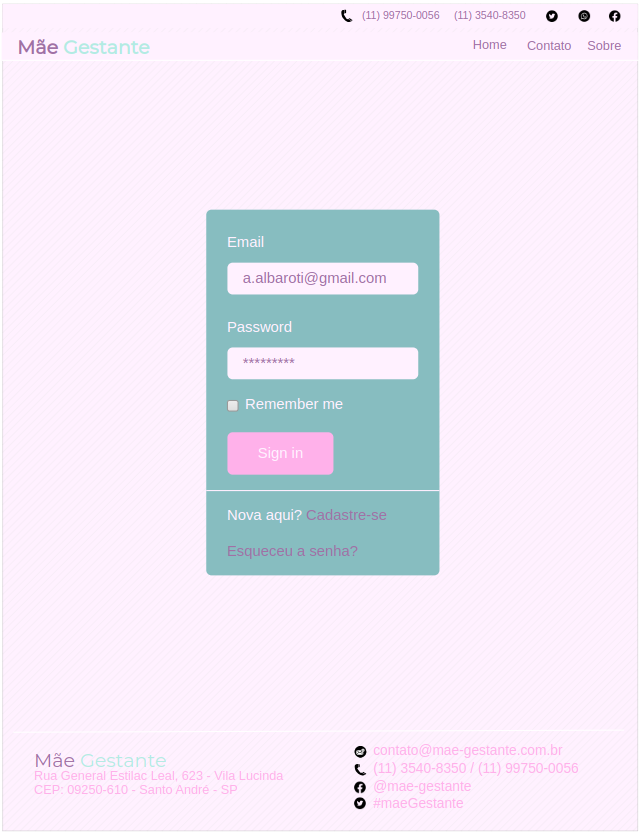 (11) 99750-0056 (11) 3540-8350
Mãe Gestante
Home Contato Sobre
Email
a.albaroti@gmail.com
Password
*********
Remember me
Sign in
Nova aqui? Cadastre-se
Esqueceu a senha?
Mãe Gestante
Rua General Estilac Leal, 623 - Vila Lucinda
CEP: 09250-610 - Santo André - SP
contato@mae-gestante.com.br
(11) 3540-8350 / (11) 99750-0056
@mae-gestante
#maeGestante